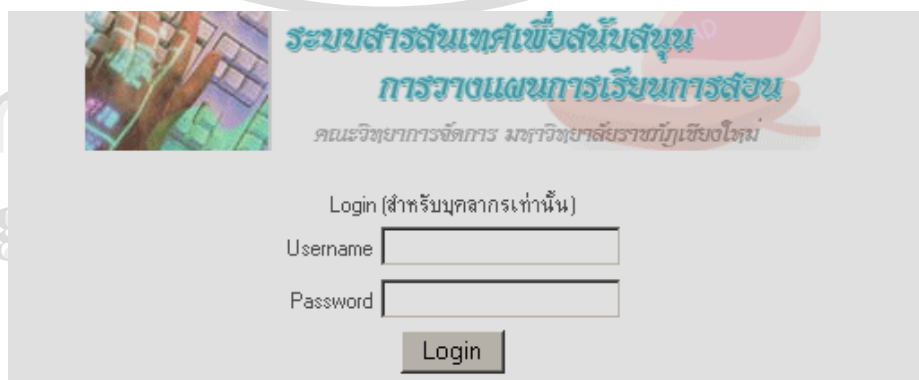 ระบบสารสนเทศเพื่อสนับสนุน
การวางแผนการเรียนการสอน
คณะวิทยาการจัดการ มหาวิทยาลัยราชภัฏเชียงใหม่
Login (สำหรับบุคลากรเท่านั้น)
Username
Password
Login